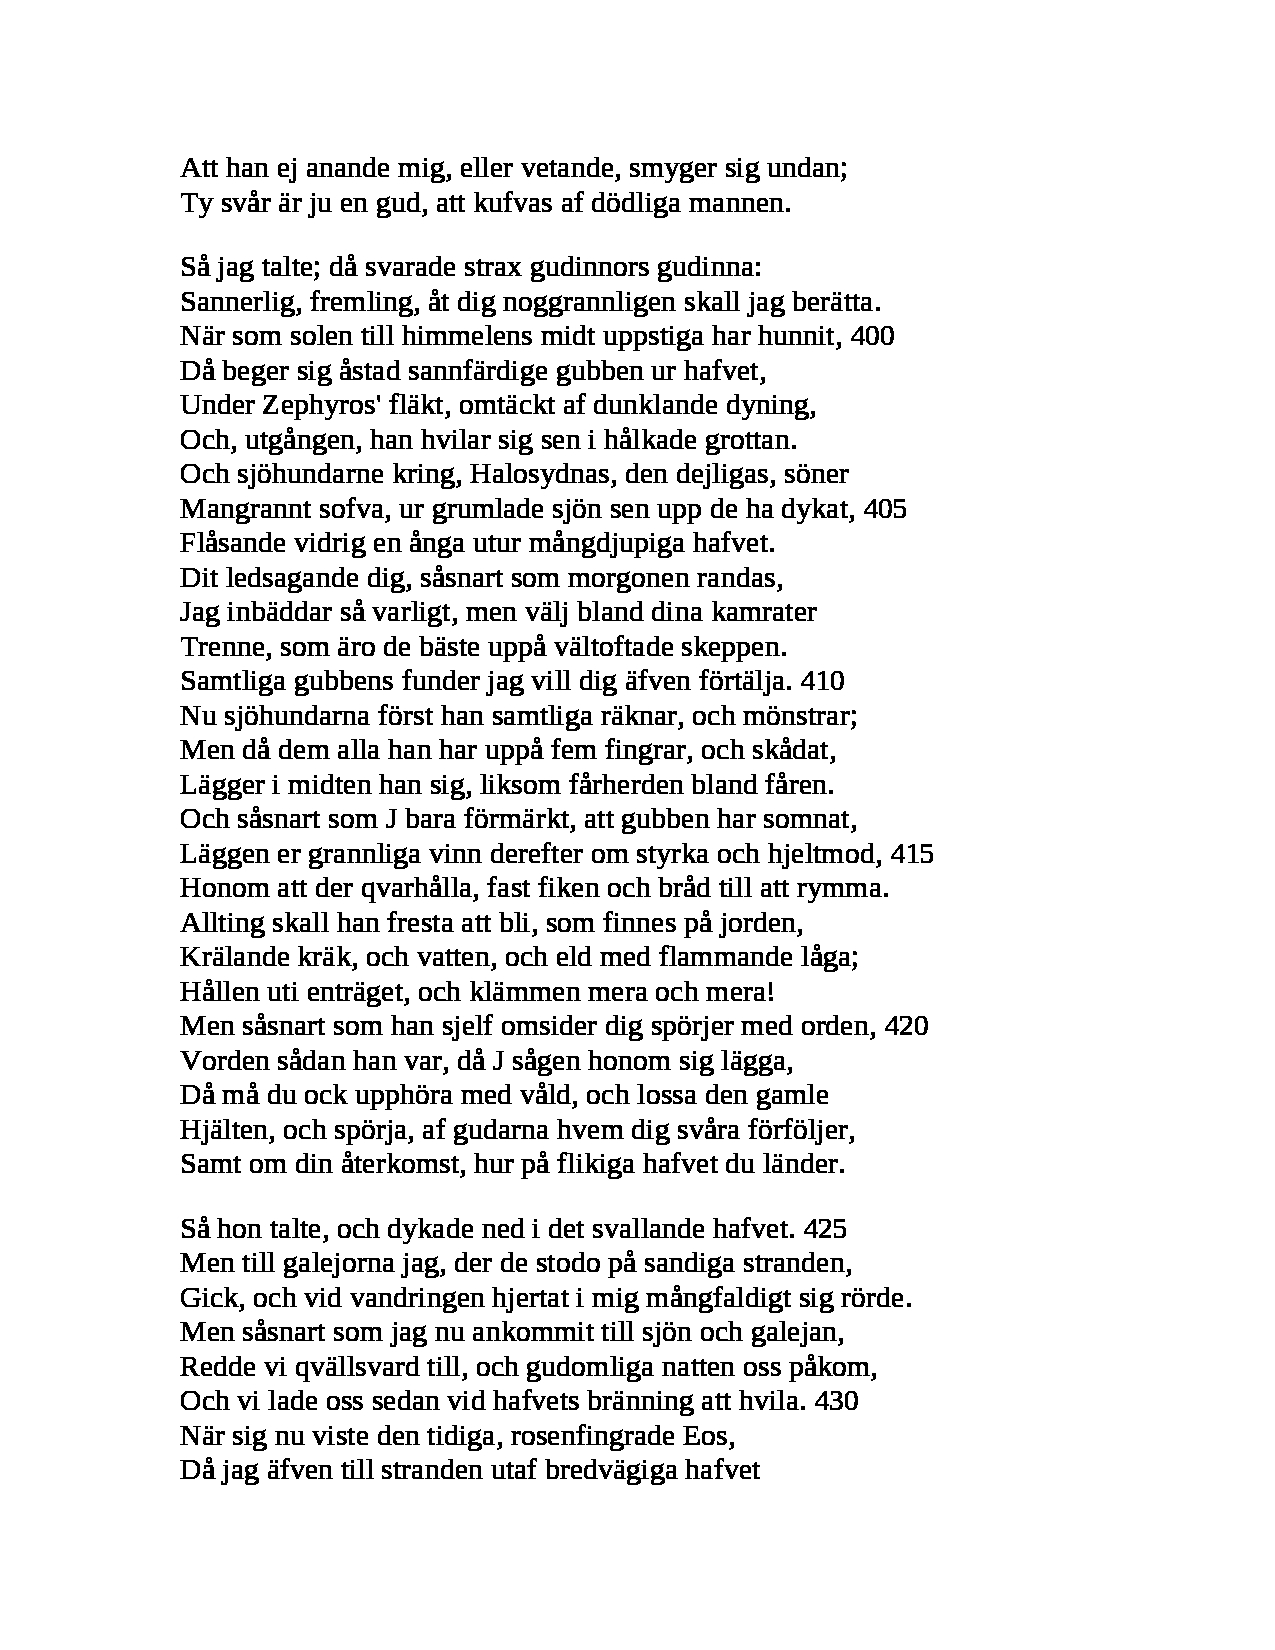 Att han ej anande mig, eller vetande, smyger sig undan;
Ty svår är ju en gud, att kufvas af dödliga mannen.
Så jag talte; då svarade strax gudinnors gudinna:
Sannerlig, fremling, åt dig noggrannligen skall jag berätta.
När som solen till himmelens midt uppstiga har hunnit, 400
Då beger sig åstad sannfärdige gubben ur hafvet,
Under Zephyros' fläkt, omtäckt af dunklande dyning,
Och, utgången, han hvilar sig sen i hålkade grottan.
Och sjöhundarne kring, Halosydnas, den dejligas, söner
Mangrannt sofva, ur grumlade sjön sen upp de ha dykat, 405
Flåsande vidrig en ånga utur mångdjupiga hafvet.
Dit ledsagande dig, såsnart som morgonen randas,
Jag inbäddar så varligt, men välj bland dina kamrater
Trenne, som äro de bäste uppå vältoftade skeppen.
Samtliga gubbens funder jag vill dig äfven förtälja. 410
Nu sjöhundarna först han samtliga räknar, och mönstrar;
Men då dem alla han har uppå fem fingrar, och skådat,
Lägger i midten han sig, liksom fårherden bland fåren.
Och såsnart som J bara förmärkt, att gubben har somnat,
Läggen er grannliga vinn derefter om styrka och hjeltmod, 415
Honom att der qvarhålla, fast fiken och bråd till att rymma.
Allting skall han fresta att bli, som finnes på jorden,
Krälande kräk, och vatten, och eld med flammande låga;
Hållen uti enträget, och klämmen mera och mera!
Men såsnart som han sjelf omsider dig spörjer med orden, 420
Vorden sådan han var, då J sågen honom sig lägga,
Då må du ock upphöra med våld, och lossa den gamle
Hjälten, och spörja, af gudarna hvem dig svåra förföljer,
Samt om din återkomst, hur på flikiga hafvet du länder.
Så hon talte, och dykade ned i det svallande hafvet. 425
Men till galejorna jag, der de stodo på sandiga stranden,
Gick, och vid vandringen hjertat i mig mångfaldigt sig rörde.
Men såsnart som jag nu ankommit till sjön och galejan,
Redde vi qvällsvard till, och gudomliga natten oss påkom,
Och vi lade oss sedan vid hafvets bränning att hvila. 430
När sig nu viste den tidiga, rosenfingrade Eos,
Då jag äfven till stranden utaf bredvägiga hafvet